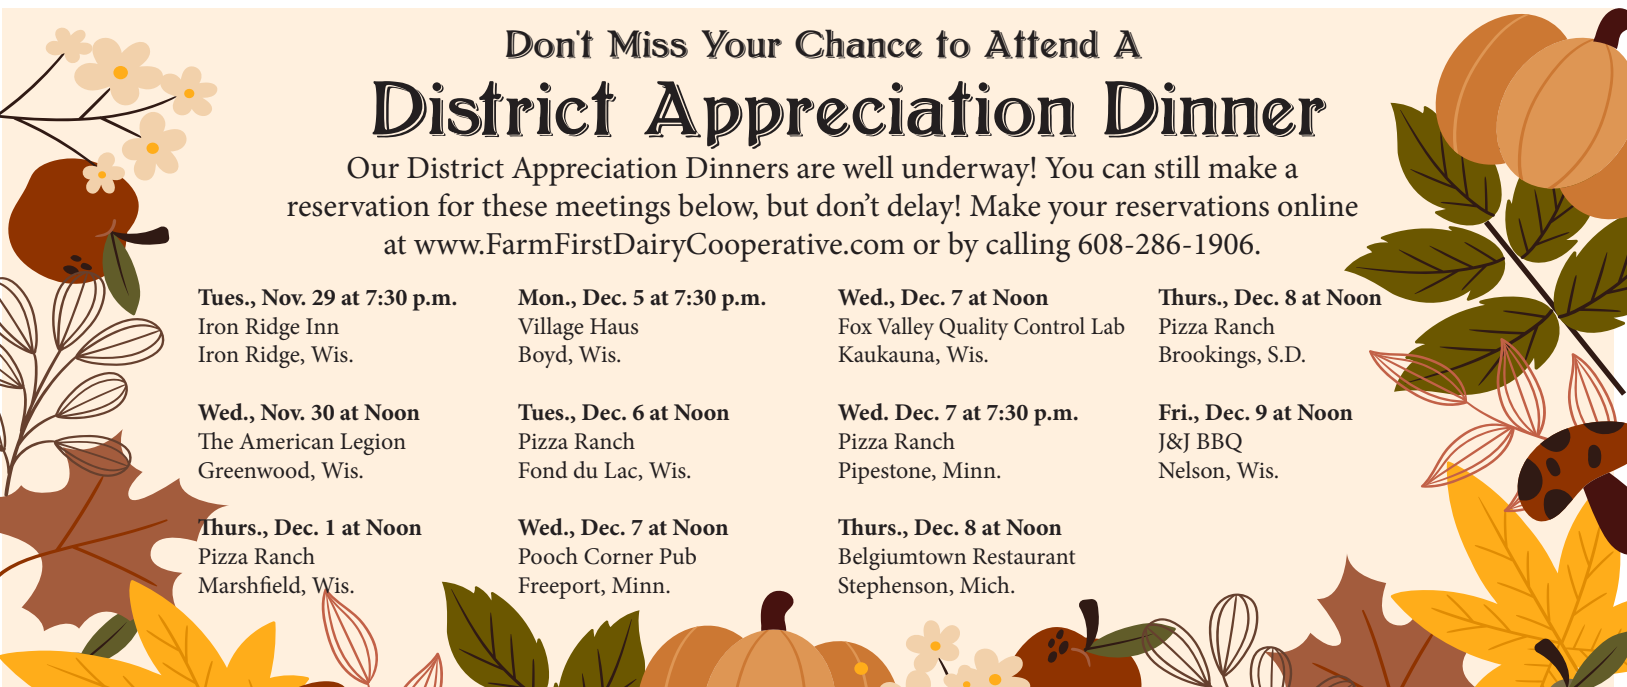 Don't Miss Your Chance to Attend A
District Appreciation Dinner
Our District Appreciation Dinners are well underway! You can still make a
reservation for these meetings below, but don’t delay! Make your reservations online
at www.FarmFirstDairyCooperative.com or by calling 608-286-1906.
Tues., Nov. 29 at 7:30 p.m.
Iron Ridge Inn
Iron Ridge, Wis.
Wed., Nov. 30 at Noon
The American Legion
Greenwood, Wis.
Thurs., Dec. 1 at Noon
Pizza Ranch
Marshfield, Wis.
Mon., Dec. 5 at 7:30 p.m.
Village Haus
Boyd, Wis.
Tues., Dec. 6 at Noon
Pizza Ranch
Fond du Lac, Wis.
Wed., Dec. 7 at Noon
Pooch Corner Pub
Freeport, Minn.
Wed., Dec. 7 at Noon
Fox Valley Quality Control Lab
Kaukauna, Wis.
Wed. Dec. 7 at 7:30 p.m.
Pizza Ranch
Pipestone, Minn.
Thurs., Dec. 8 at Noon
Belgiumtown Restaurant
Stephenson, Mich.
Thurs., Dec. 8 at Noon
Pizza Ranch
Brookings, S.D.
Fri., Dec. 9 at Noon
J&J BBQ
Nelson, Wis.